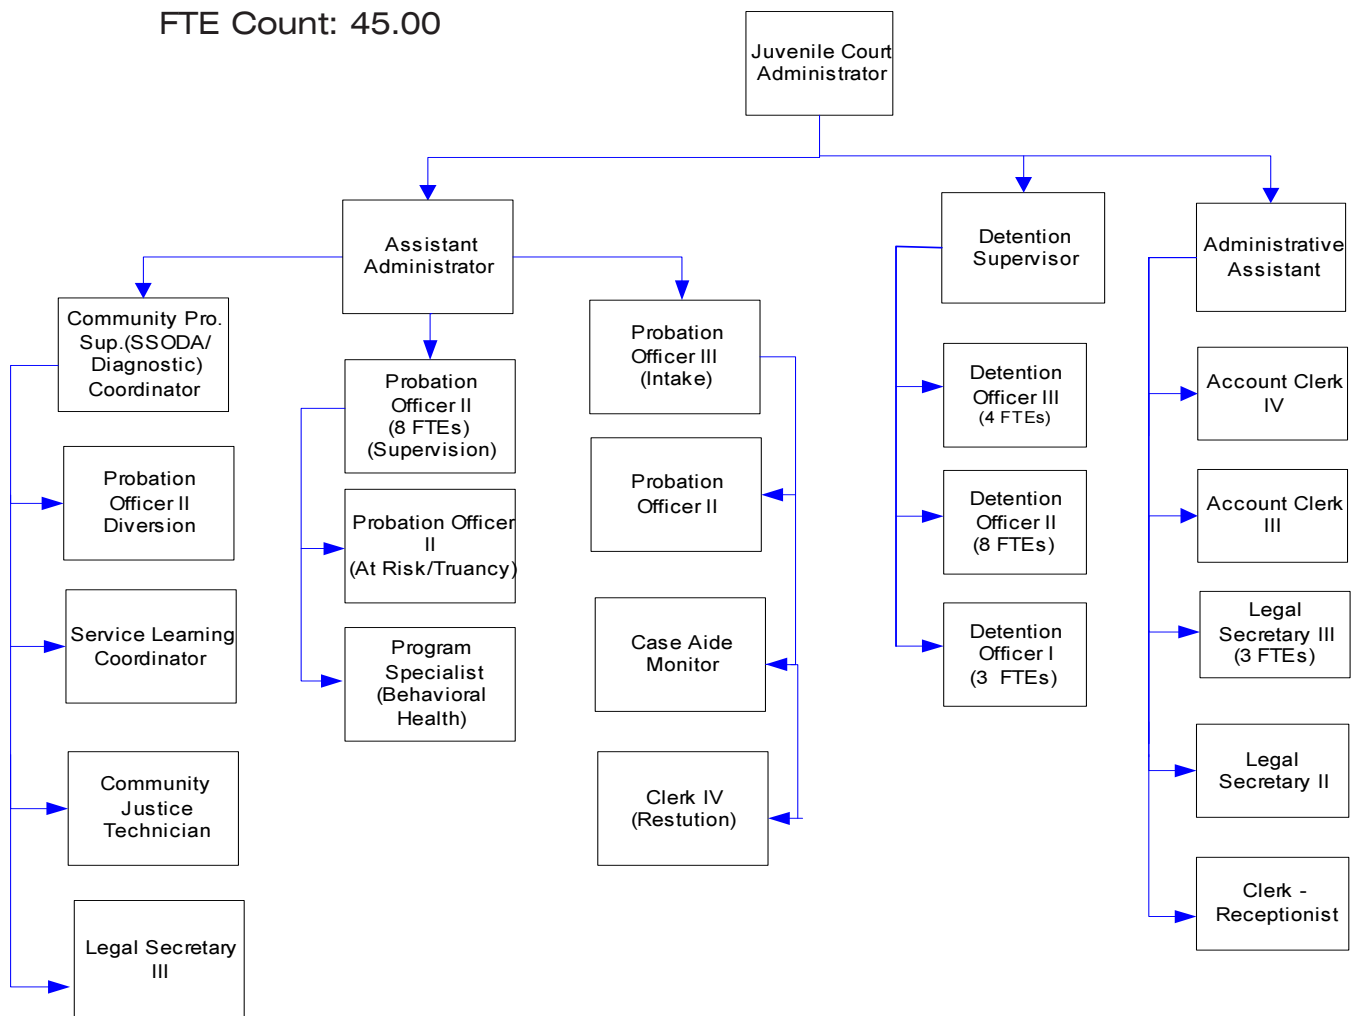 FTE Count: 45.00
Juvenile Court
Administrator
Assistant
Administrator
Detention
Supervisor
Administrative
Assistant
Community Pro.
Sup.(SSODA/
Diagnostic)
Coordinator
Probation
Officer II
Diversion
Service Learning
Coordinator
Community
Justice
Technician
Legal Secretary
III
Probation
Officer II
(8 FTEs)
(Supervision)
Probation Officer
II
(At Risk/Truancy)
Program
Specialist
(Behavioral
Health)
Probation
Officer III
(Intake)
Probation
Officer II
Case Aide
Monitor
Clerk IV
(Restution)
Detention
Officer III
(4 FTEs)
Detention
Officer II
(8 FTEs)
Detention
Officer I
(3 FTEs)
Account Clerk
IV
Account Clerk
III
Legal
Secretary III
(3 FTEs)
Legal
Secretary II
Clerk -
Receptionist